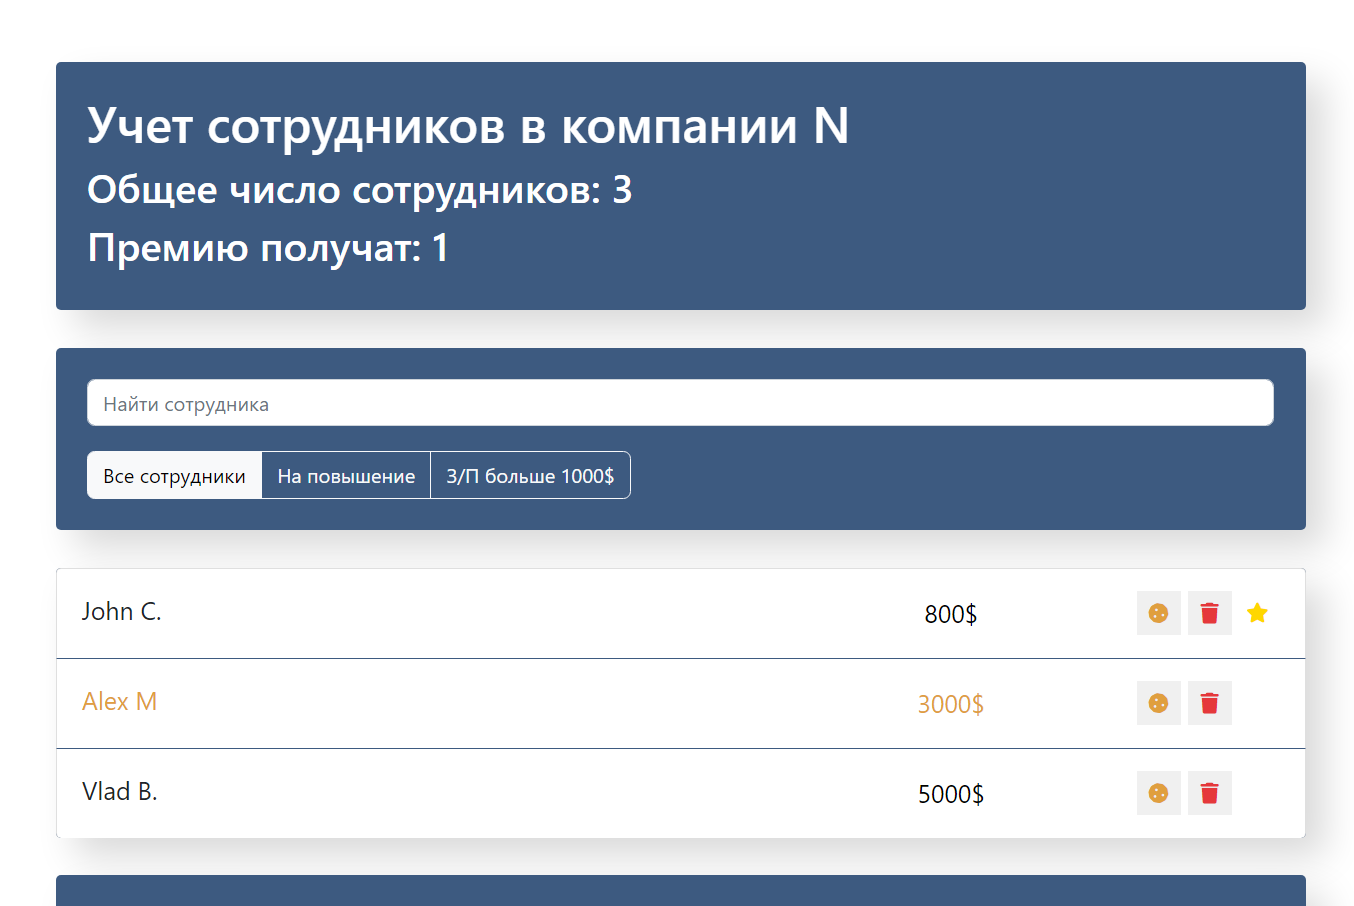 Учет сотрудников в компании N
Общее число сотрудников: 3
Премию получат: 1
Найти сотрудника
Все сотрудники На повышение З/П больше 1000$
John C. 800$
Alex M 3000$
Vlad B. 5000$